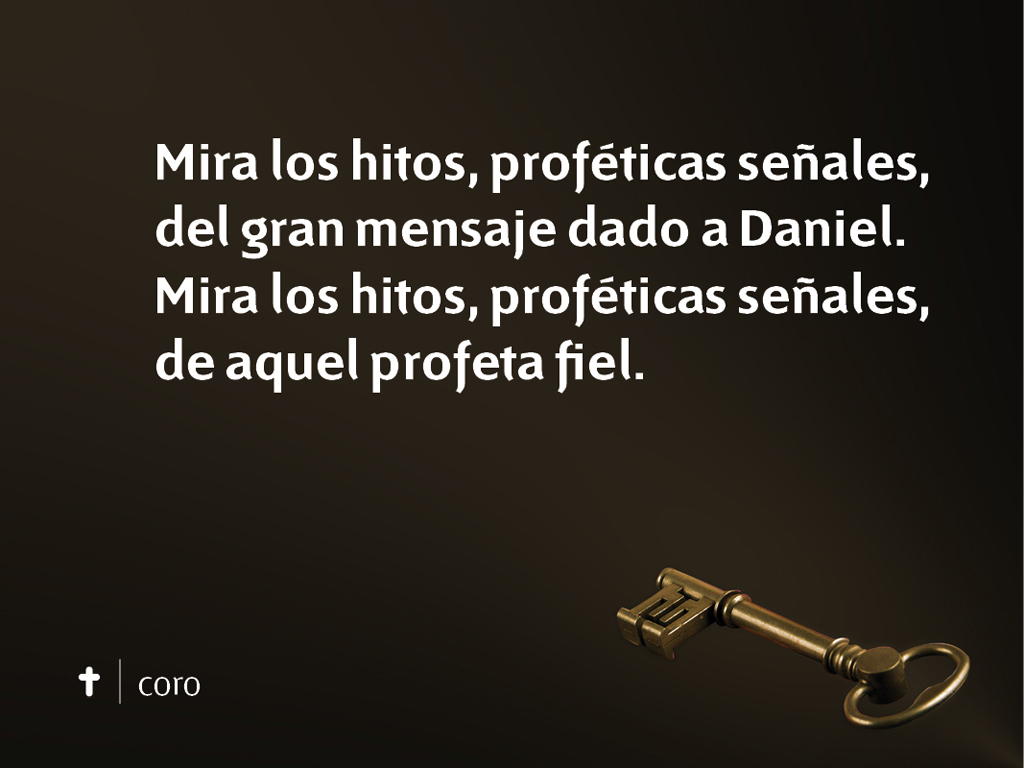 Mira los hitos, proféticas señales,
del gran mensaje dado a Daniel.
Mira los hitos, proféticas señales,
de aquel profeta fiel.
coro